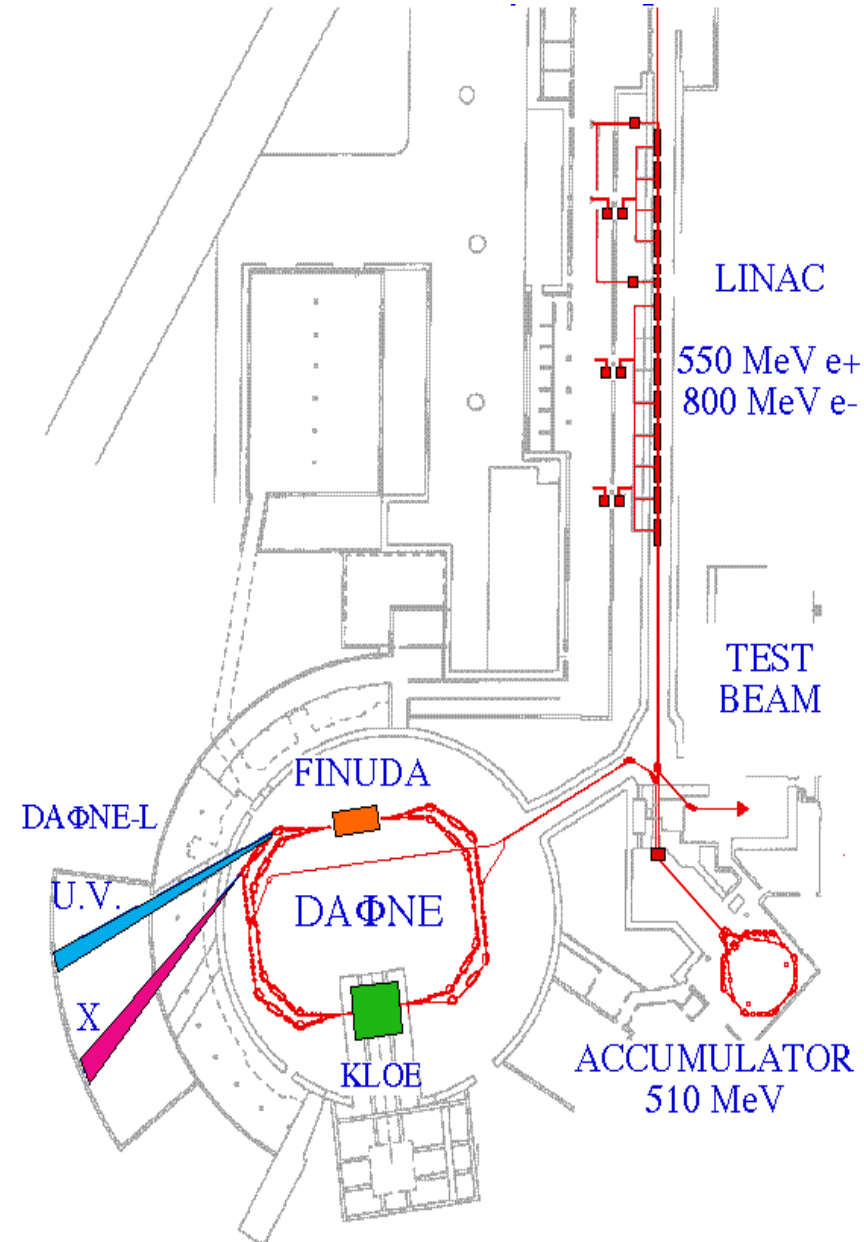 LINAC
550 MeV e+
800 MeV e-
TEST
BEAM
FINUDA
DAΦNE-L
U.V.
DAΦNE
X
KLOE
ACCUMULATOR
510 MeV